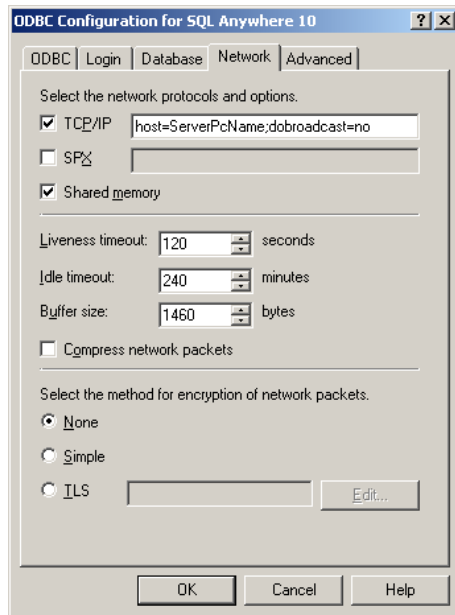 ODBC Configuration for SQL Anywhere 10
ODBC Login Database Network Advanced
Select the network protocols and options.
TCP/IP host=ServerPcName;dobroadcast=no
SPX
Shared memory
Liveness timeout: 120 seconds
Idle timeout: 240 minutes
Buffer size: 1460 bytes
Compress network packets
Select the method for encryption of network packets.
None
Simple
TLS Edit...
OK Cancel Help